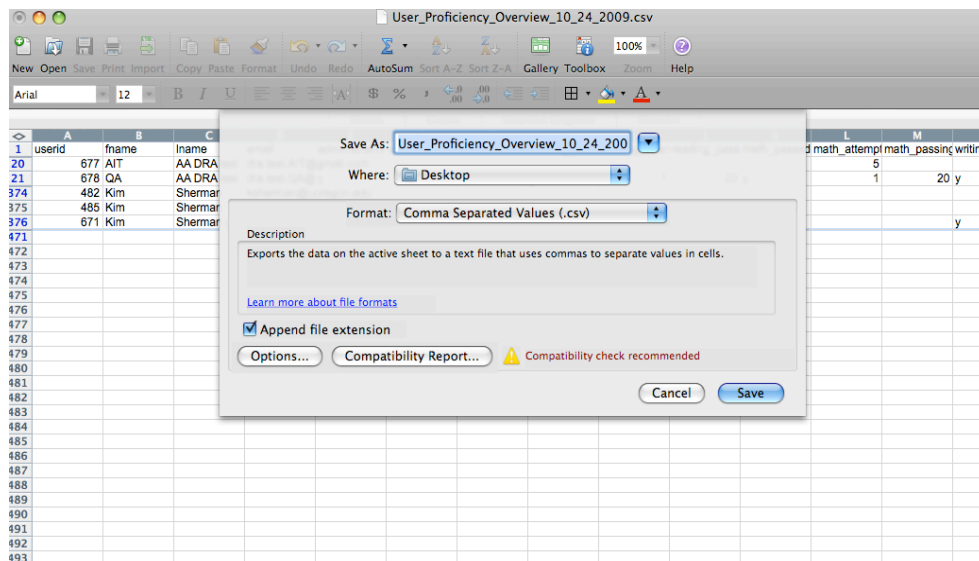 User_Proficiency_Overview_10_24_2009.csv
100%
New Open Save Print Import Copy Paste Format Undo Redo AutoSum Sort A-Z Sort Z-A Gallery Toolbox Zoom Help
Arial 12 B I U A $ % , .0 .00 .00 .0 A
A B C L M
1 userid fname lname math_attempt math_passing writing
20 677 AIT AA DRA 5
21 678 QA AA DRA 1 20 y
374 482 Kim Sherman
375 485 Kim Sherman
376 671 Kim Sherman y
471
472
473
474
475
476
477
478
479
480
481
482
483
484
485
486
487
488
489
490
491
492
493
Save As: User_Proficiency_Overview_10_24_200
Where: Desktop
Format: Comma Separated Values (.csv)
Description
Exports the data on the active sheet to a text file that uses commas to separate values in cells.
Learn more about file formats
Append file extension
Options... Compatibility Report... Compatibility check recommended
Cancel Save